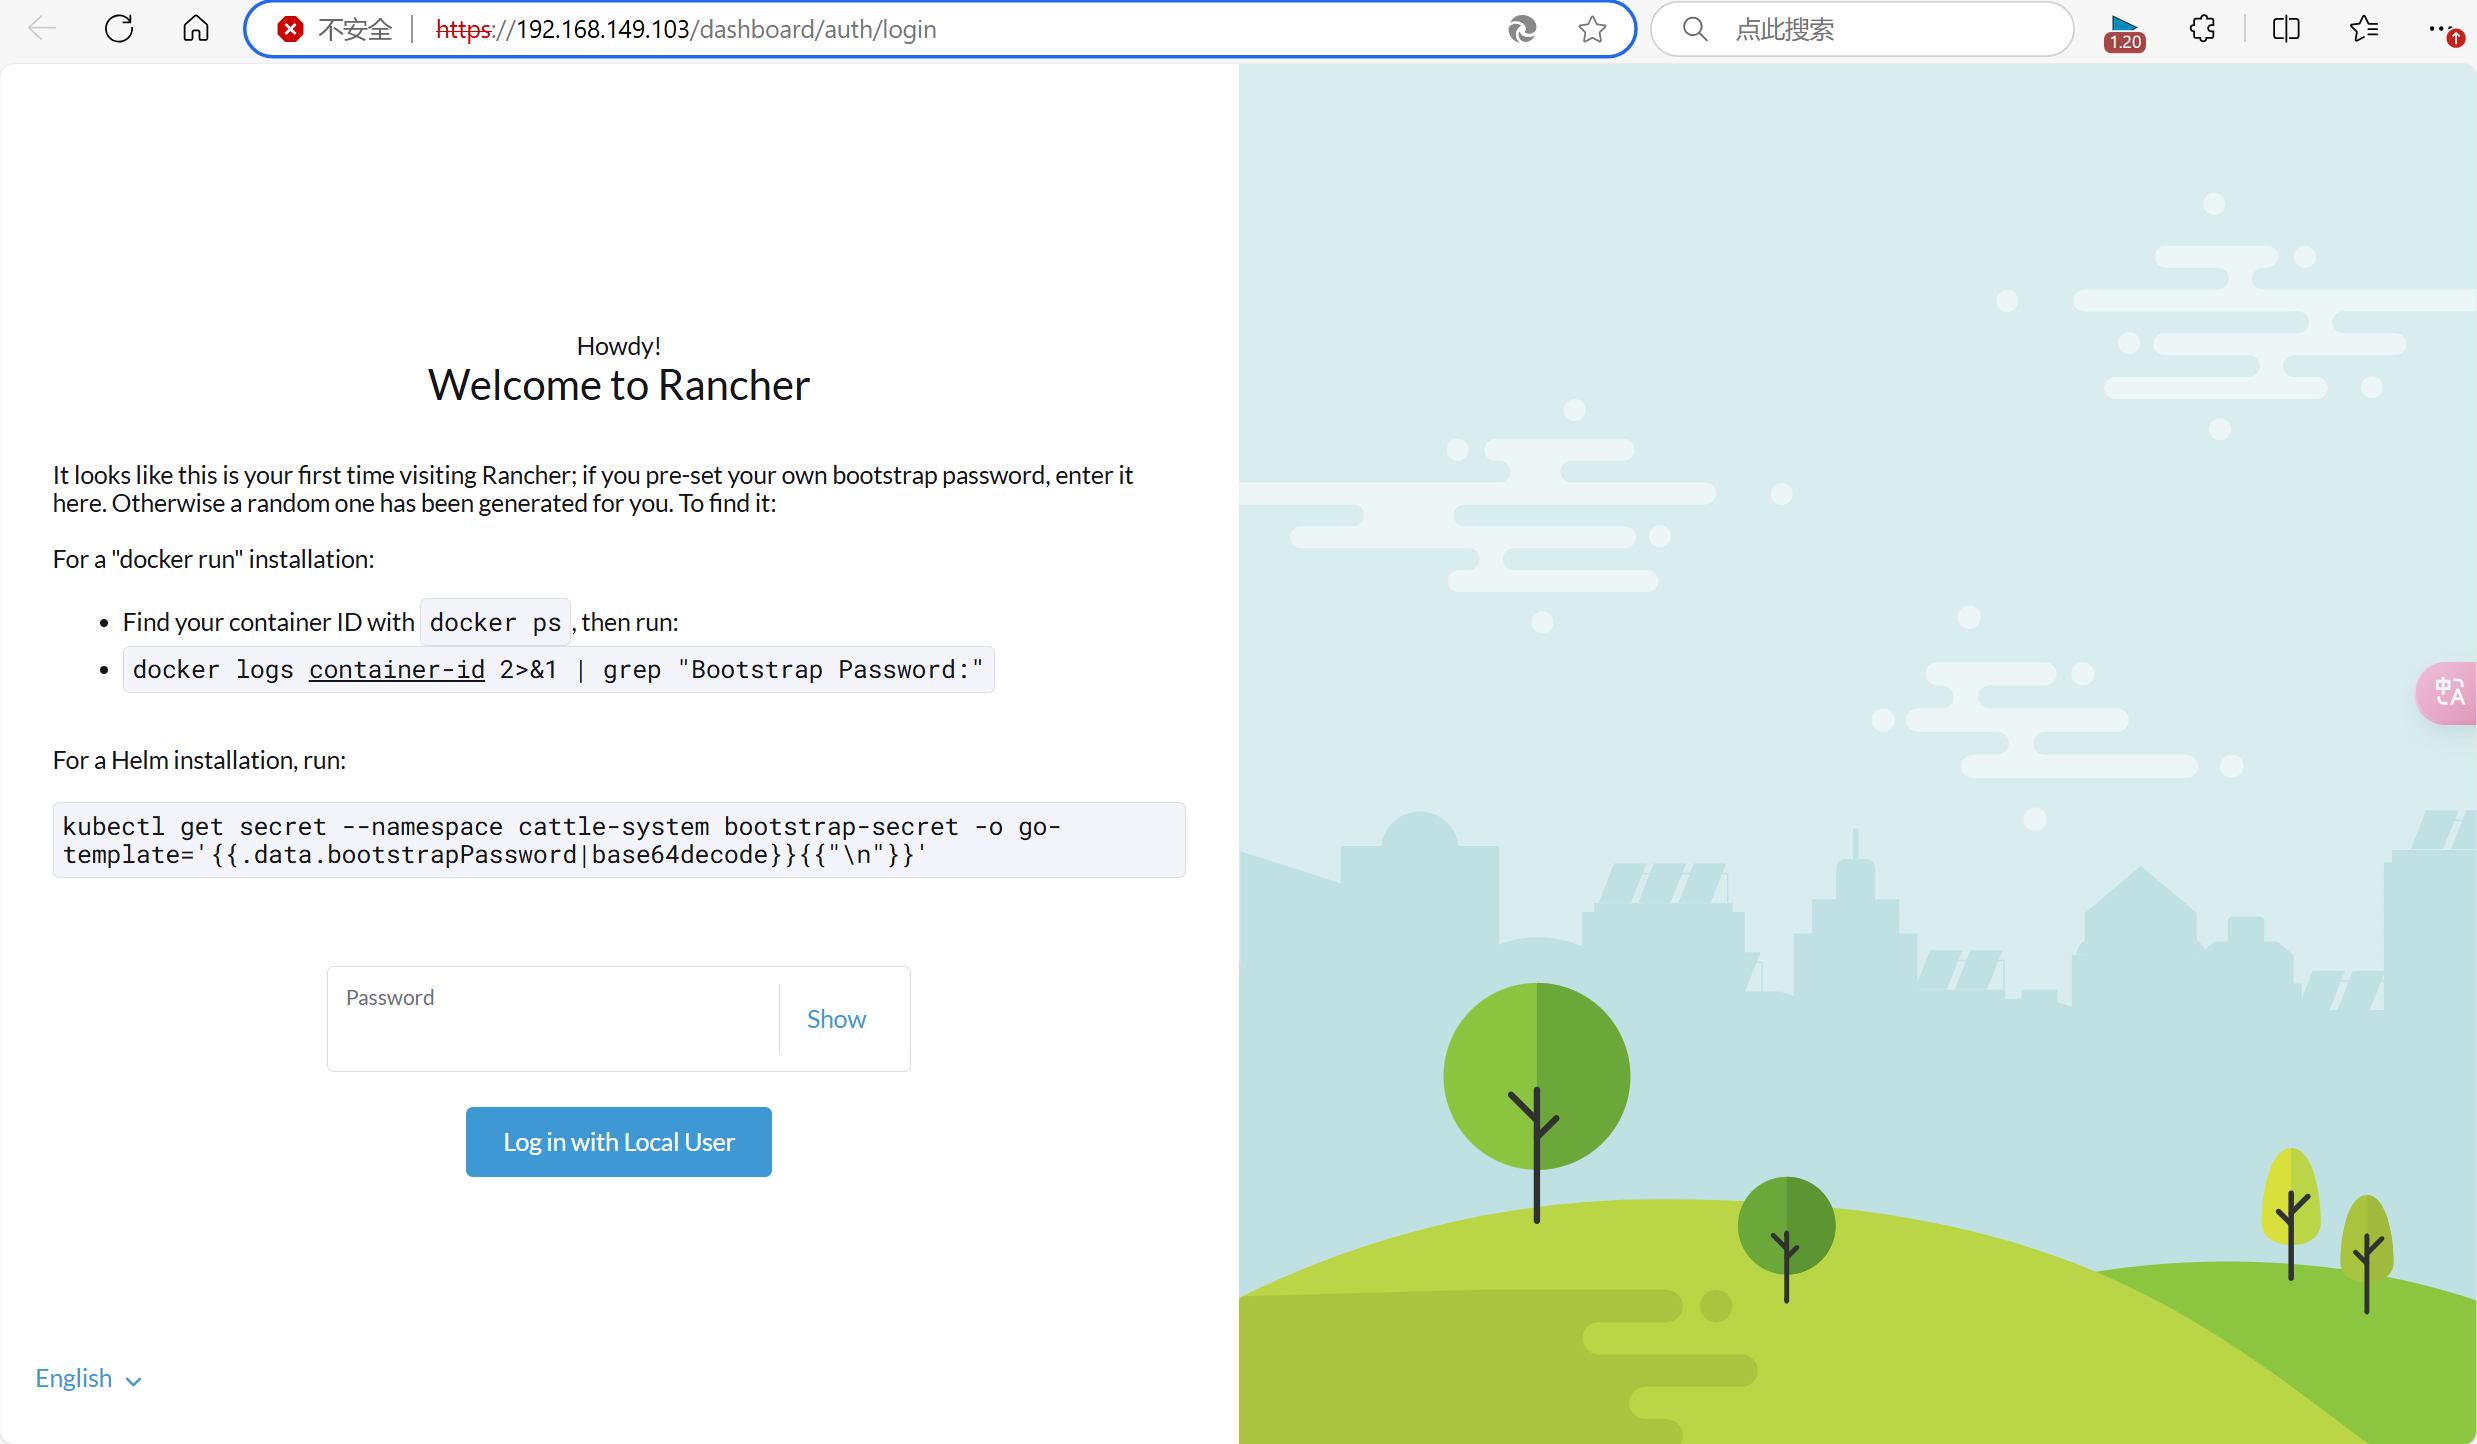 不安全 https://192.168.149.103/dashboard/auth/login 点此搜索 1.20
Howdy!
Welcome to Rancher
It looks like this is your first time visiting Rancher; if you pre-set your own bootstrap password, enter it
here. Otherwise a random one has been generated for you. To find it:
For a "docker run" installation:
• Find your container ID with docker ps, then run:
• docker logs container-id 2>&1 | grep "Bootstrap Password:"
中A
For a Helm installation, run:
kubectl get secret --namespace cattle-system bootstrap-secret -o go-
template='{{.data.bootstrapPassword|base64decode}}{{"\n"}}'
Password
Show
Log in with Local User
English